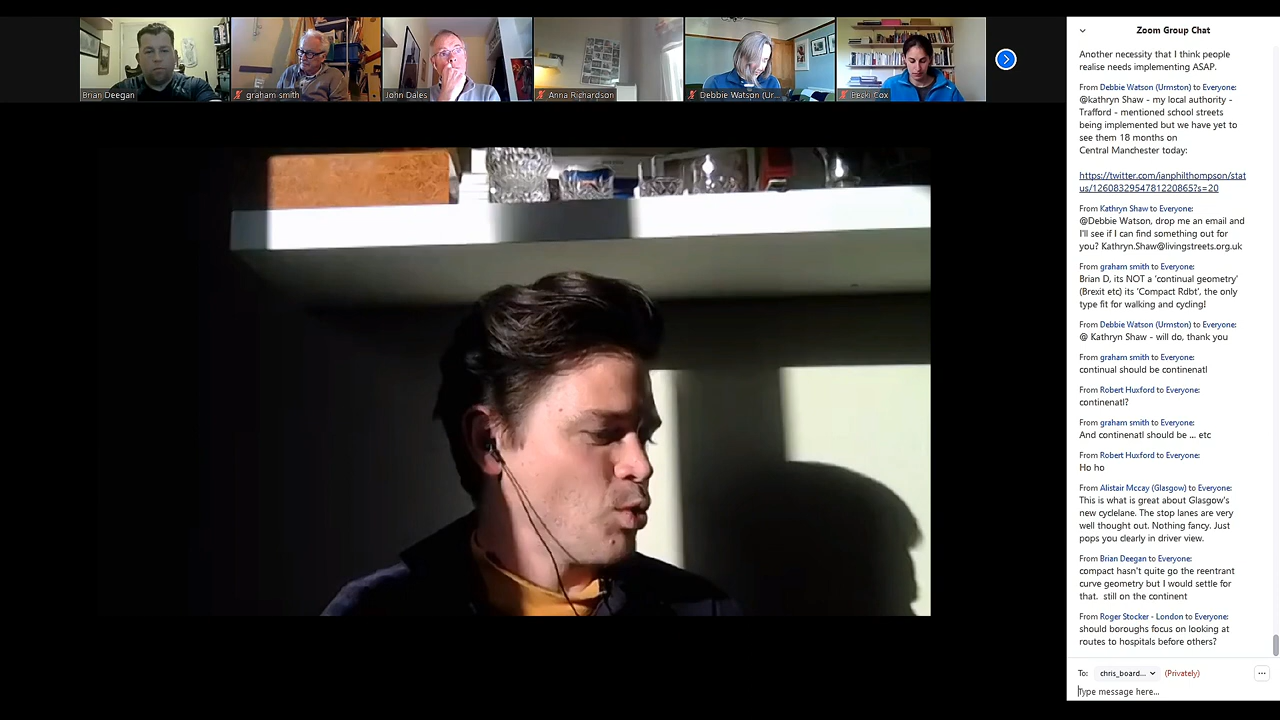 Brian Deegan
graham smith
John Dales
Anna Richardson
Debbie Watson (Ur...
Becki Cox
Zoom Group Chat
Another necessity that I think people
realise needs implementing ASAP.
From Debbie Watson (Urmston) to Everyone:
@kathryn Shaw - my local authority -
Trafford - mentioned school streets
being implemented but we have yet to
see them 18 months on
Central Manchester today:
https://twitter.com/ianphilthompson/stat
us/1260832954781220865?s=20
From Kathryn Shaw to Everyone:
@Debbie Watson, drop me an email and
I'll see if I can find something out for
you? Kathryn.Shaw@livingstreets.org.uk
From graham smith to Everyone:
Brian D, its NOT a 'continual geometry'
(Brexit etc) its 'Compact Rdbt', the only
type fit for walking and cycling!
From Debbie Watson (Urmston) to Everyone:
@ Kathryn Shaw - will do, thank you
From graham smith to Everyone:
continual should be continenatl
From Robert Huxford to Everyone:
continenatl?
From graham smith to Everyone:
And continenatl should be ... etc
From Robert Huxford to Everyone:
Ho ho
From Alistair Mccay (Glasgow) to Everyone:
This is what is great about Glasgow's
new cyclelane. The stop lanes are very
well thought out. Nothing fancy. Just
pops you clearly in driver view.
From Brian Deegan to Everyone:
compact hasn't quite go the reentrant
curve geometry but I would settle for
that. still on the continent
From Roger Stocker - London to Everyone:
should boroughs focus on looking at
routes to hospitals before others?
To: chris_board... (Privately)
Type message here...